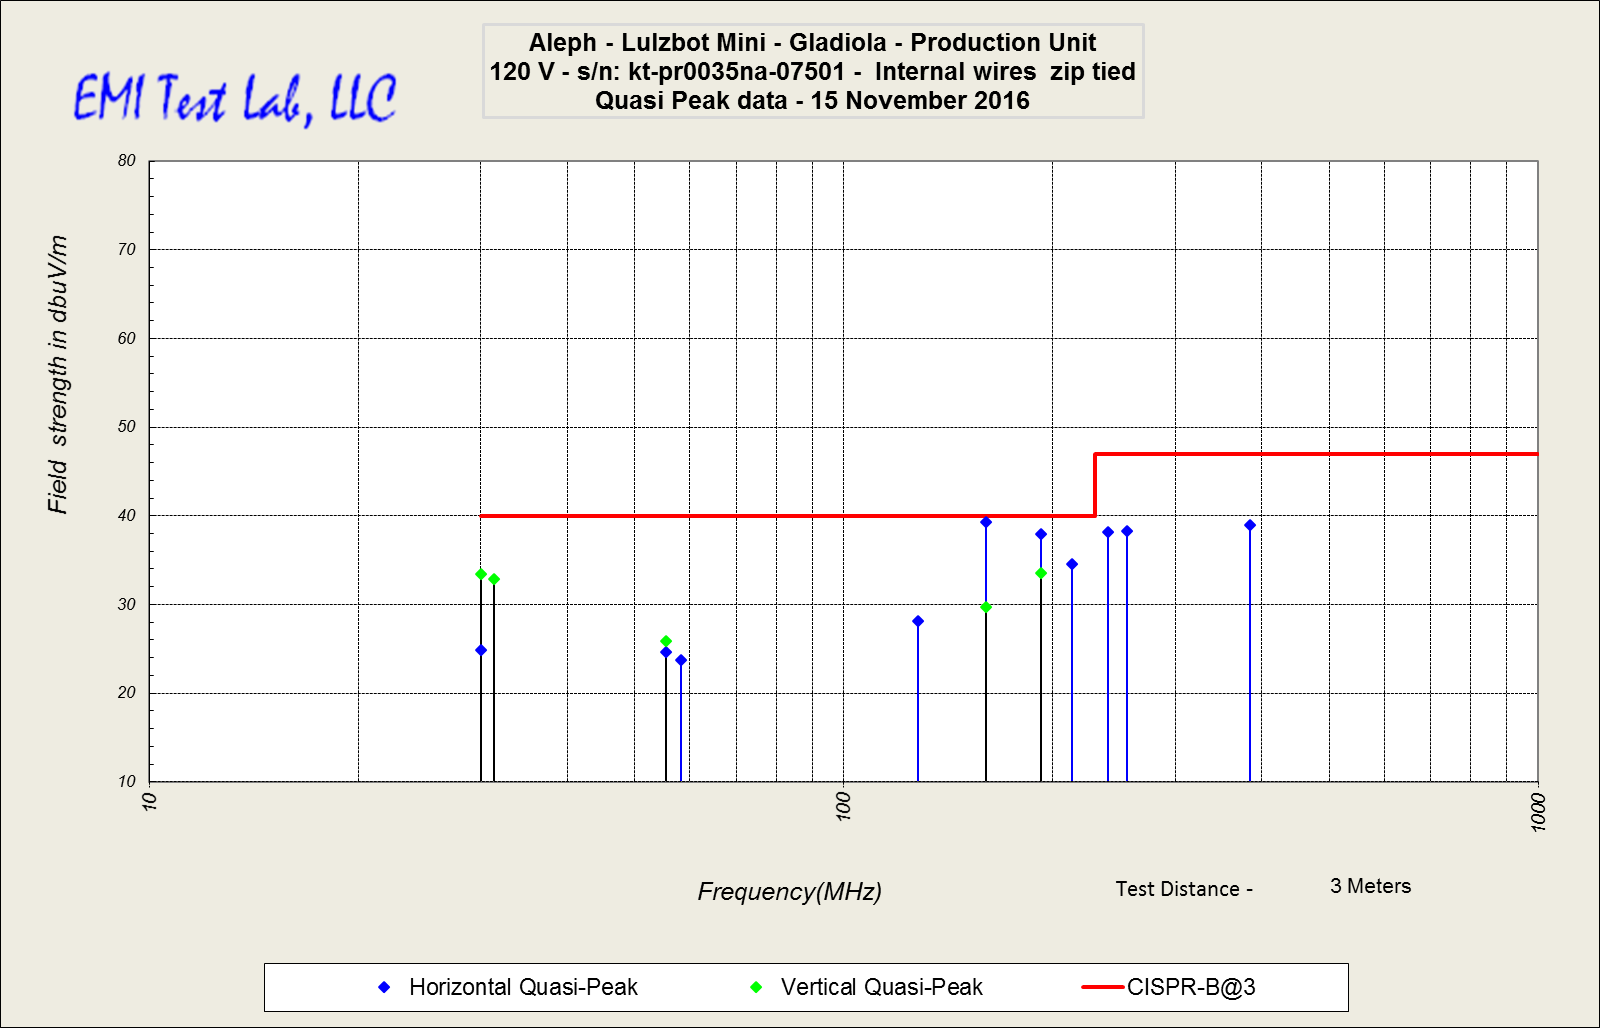 Aleph - Lulzbot Mini - Gladiola - Production Unit
120 V - s/n: kt-pr0035na-07501 -  Internal wires  zip tied
Quasi Peak data - 15 November 2016
EMI Test Lab, LLC
Field  strength in dbuV/m
80
70
60
50
40
30
20
10
10
100
1000
Frequency(MHz)
Test Distance -
3 Meters
Horizontal Quasi-Peak
Vertical Quasi-Peak
CISPR-B@3